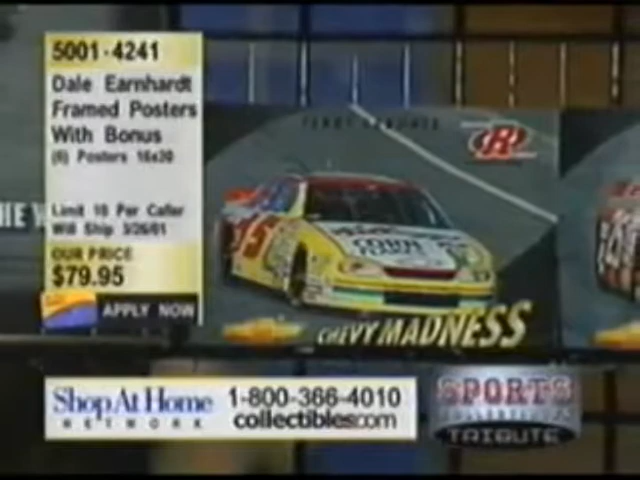 5001-4241
Dale Earnhardt
Framed Posters
With Bonus
(6) Posters 16x20
Limit 10 Per Caller
Will Ship 3/26/01
OUR PRICE
$79.95
APPLY NOW
HE
R
15
CHEVY MADNESS
Shop At Home
NETWORK
1-800-366-4010
collectibles.com
SPORTS
TRIBUTE